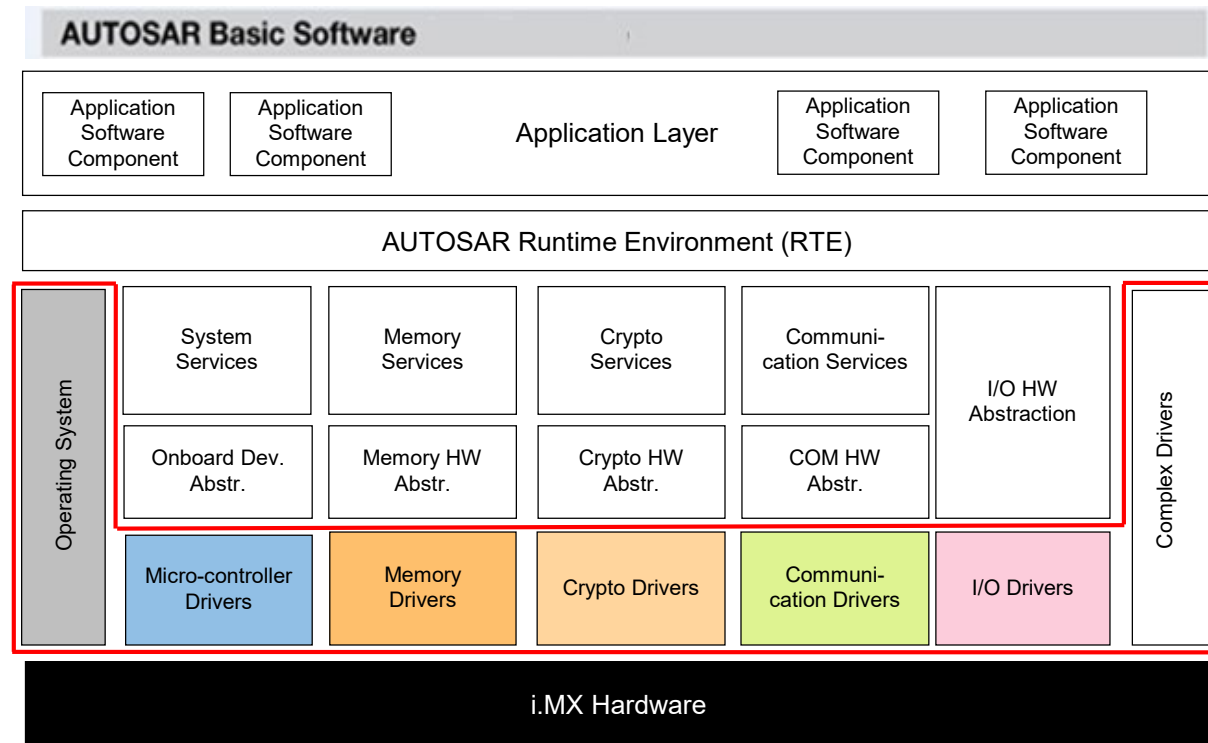 AUTOSAR Basic Software
Application
Software
Component
Application
Software
Component
Application Layer
Application
Software
Component
Application
Software
Component
AUTOSAR Runtime Environment (RTE)
Operating System
System
Services
Memory
Services
Crypto
Services
Communi-
cation Services
I/O HW
Abstraction
Complex Drivers
Onboard Dev.
Abstr.
Memory HW
Abstr.
Crypto HW
Abstr.
COM HW
Abstr.
Micro-controller
Drivers
Memory
Drivers
Crypto Drivers
Communi-
cation Drivers
I/O Drivers
i.MX Hardware